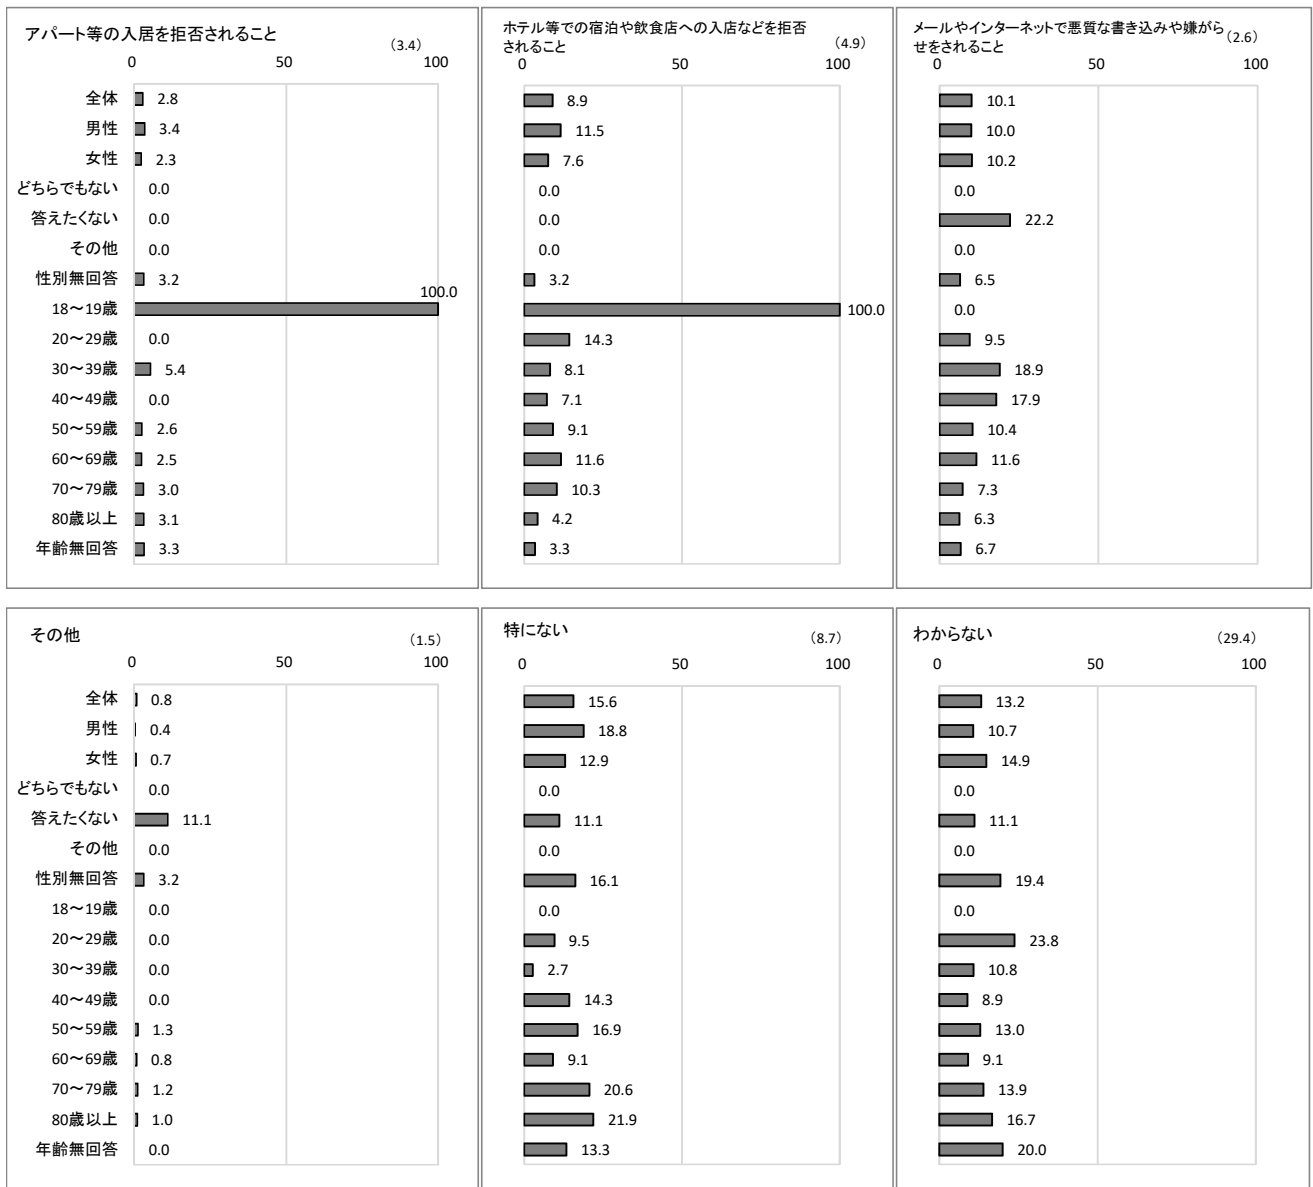 アパート等の入居を拒否されること
（3.4）
0 50 100
全体 2.8
男性 3.4
女性 2.3
どちらでもない 0.0
答えたくない 0.0
その他 0.0
性別無回答 3.2
18～19歳 100.0
20～29歳 0.0
30～39歳 5.4
40～49歳 0.0
50～59歳 2.6
60～69歳 2.5
70～79歳 3.0
80歳以上 3.1
年齢無回答 3.3
ホテル等での宿泊や飲食店への入店などを拒否
されること
（4.9）
0 50 100
8.9
11.5
7.6
0.0
0.0
0.0
3.2
100.0
14.3
8.1
7.1
9.1
11.6
10.3
4.2
3.3
メールやインターネットで悪質な書き込みや嫌がら
せをされること
（2.6）
0 50 100
10.1
10.0
10.2
0.0
22.2
0.0
6.5
0.0
9.5
18.9
17.9
10.4
11.6
7.3
6.3
6.7
その他
（1.5）
0 50 100
全体 0.8
男性 0.4
女性 0.7
どちらでもない 0.0
答えたくない 11.1
その他 0.0
性別無回答 3.2
18～19歳 0.0
20～29歳 0.0
30～39歳 0.0
40～49歳 0.0
50～59歳 1.3
60～69歳 0.8
70～79歳 1.2
80歳以上 1.0
年齢無回答 0.0
特にない
（8.7）
0 50 100
15.6
18.8
12.9
0.0
11.1
0.0
16.1
0.0
9.5
2.7
14.3
16.9
9.1
20.6
21.9
13.3
わからない
（29.4）
0 50 100
13.2
10.7
14.9
0.0
11.1
0.0
19.4
0.0
23.8
10.8
8.9
13.0
9.1
13.9
16.7
20.0